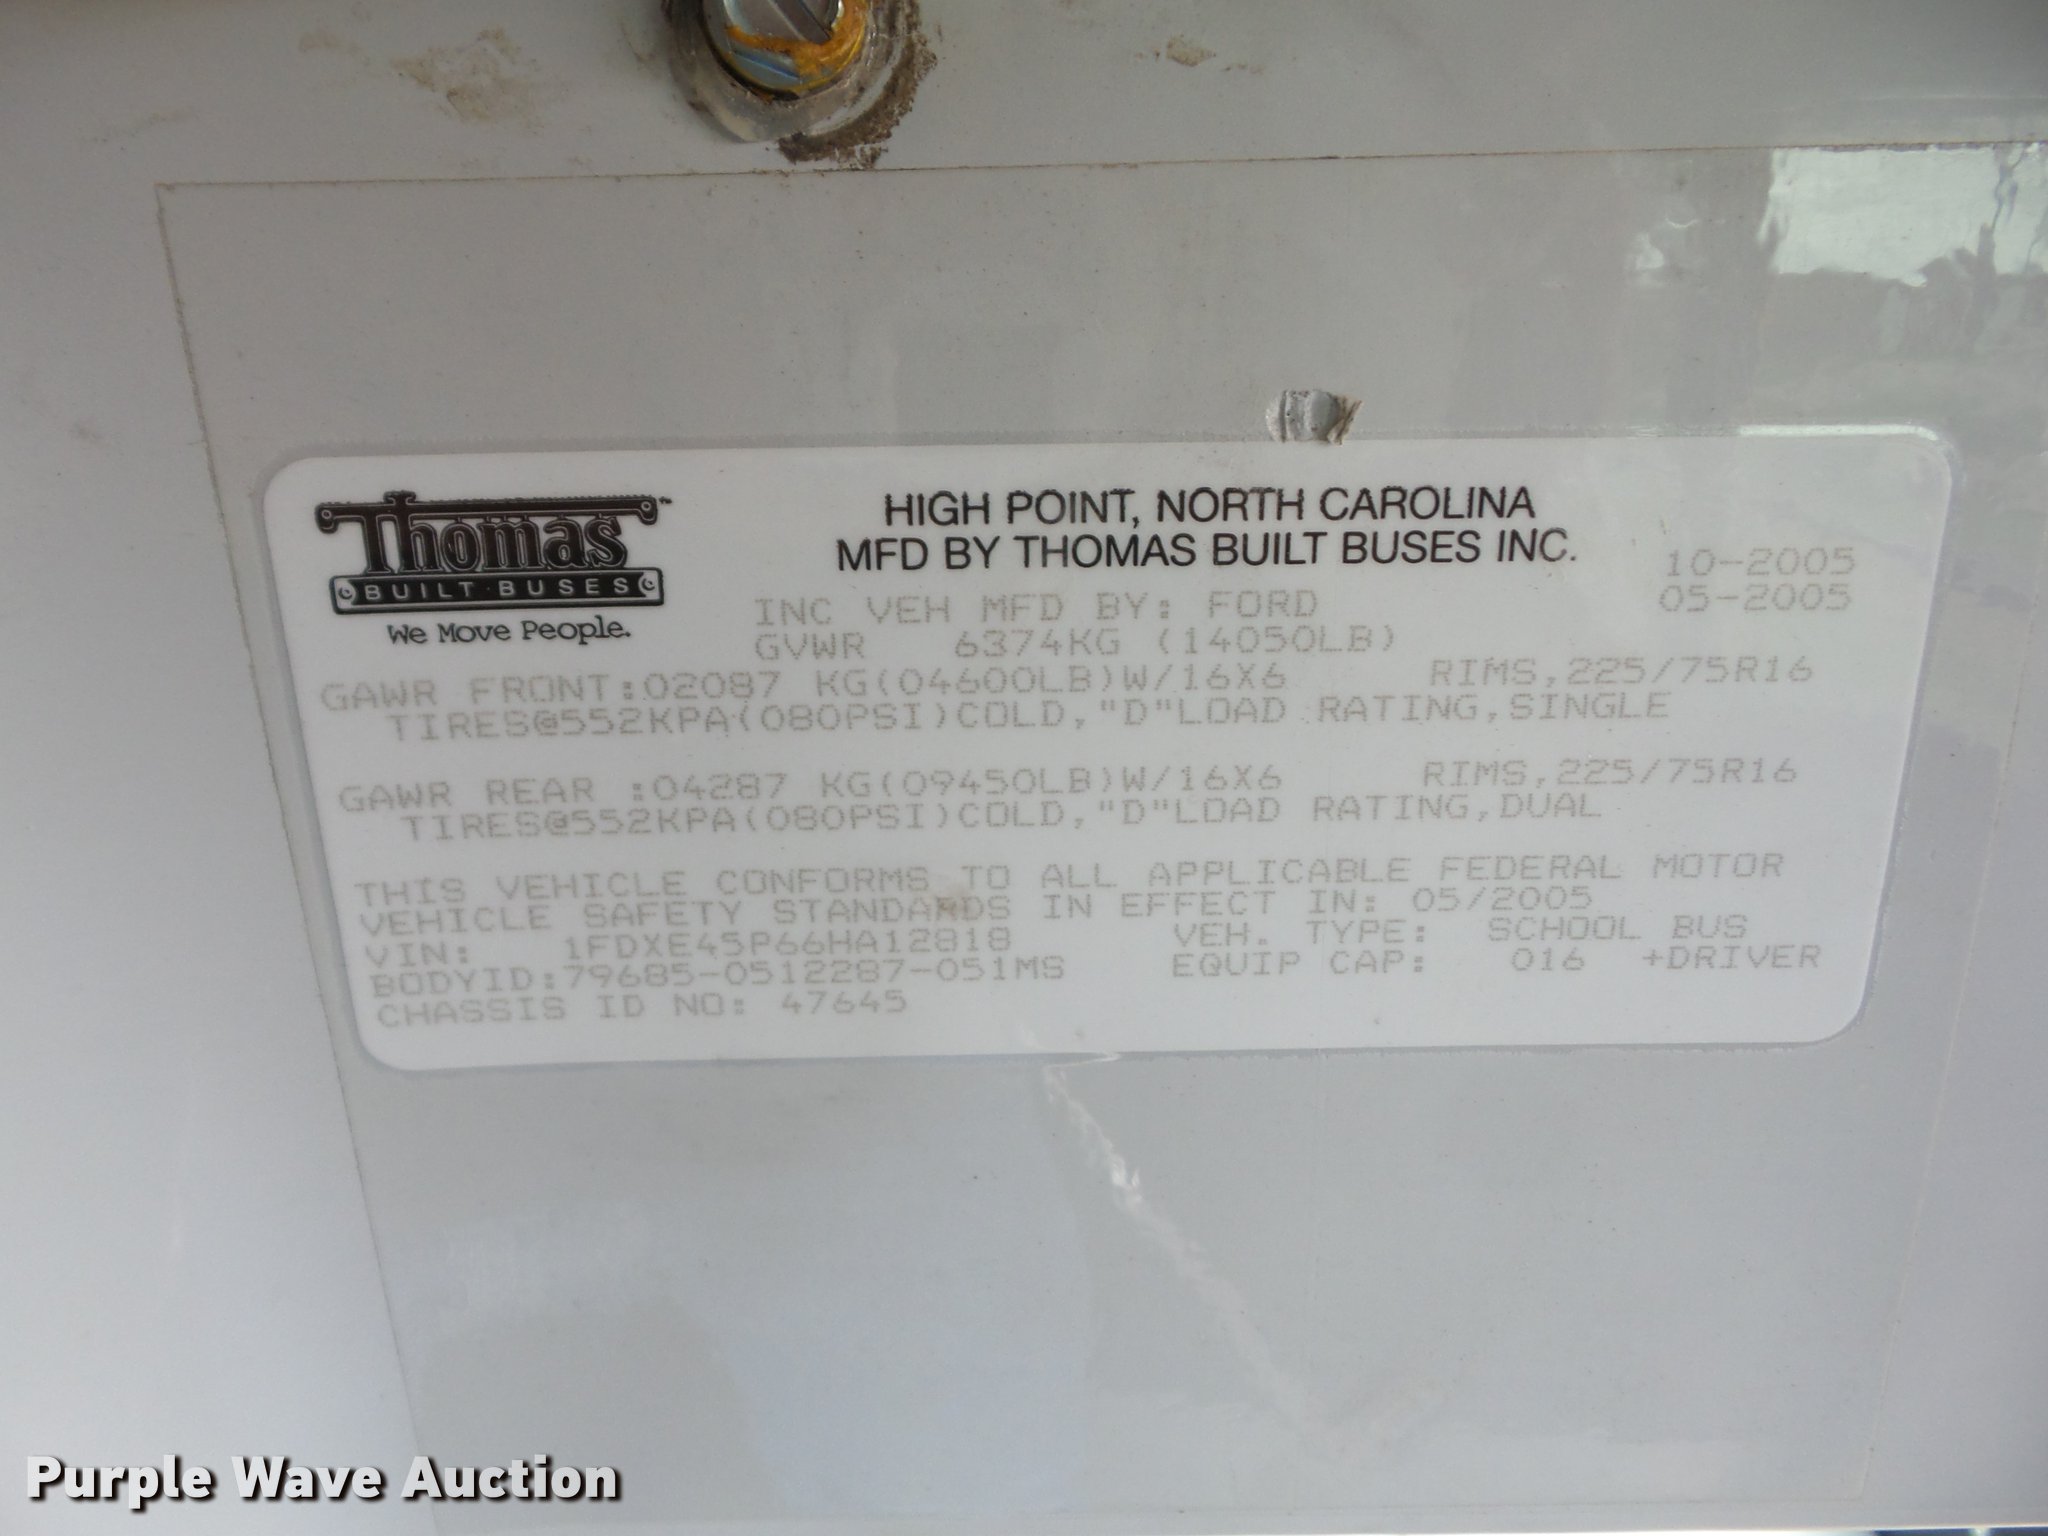 Thomas™
BUILT BUSES
We Move People.
HIGH POINT, NORTH CAROLINA
MFD BY THOMAS BUILT BUSES INC.
10-2005
INC VEH MFD BY: FORD 05-2005
GVWR 6374KG (14050LB)
GAWR FRONT:02087 KG(04600LB)W/16X6 RIMS,225/75R16
TIRES@552KPA(080PSI)COLD,"D"LOAD RATING,SINGLE
GAWR REAR :04287 KG(09450LB)W/16X6 RIMS,225/75R16
TIRES@552KPA(080PSI)COLD,"D"LOAD RATING,DUAL
THIS VEHICLE CONFORMS TO ALL APPLICABLE FEDERAL MOTOR
VEHICLE SAFETY STANDARDS IN EFFECT IN: 05/2005
VIN: 1FDXE45P66HA12818 VEH. TYPE: SCHOOL BUS
BODYID:79685-0512287-051MS EQUIP CAP: 016 +DRIVER
CHASSIS ID NO: 47645
Purple Wave Auction